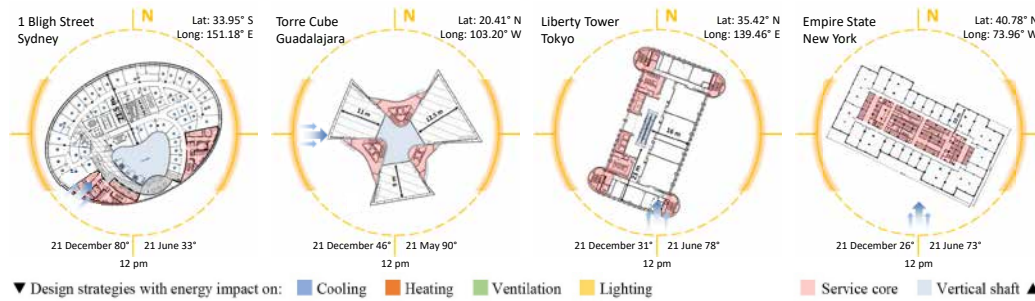 1 Bligh Street
Sydney
N
Lat: 33.95° S
Long: 151.18° E
21 December 80°
21 June 33°
12 pm
Torre Cube
Guadalajara
N
Lat: 20.41° N
Long: 103.20° W
11 m
12.5 m
21 December 46°
21 May 90°
12 pm
Liberty Tower
Tokyo
N
Lat: 35.42° N
Long: 139.46° E
16 m
21 December 31°
21 June 78°
12 pm
Empire State
New York
N
Lat: 40.78° N
Long: 73.96° W
21 December 26°
21 June 73°
12 pm
▼ Design strategies with energy impact on:
Cooling
Heating
Ventilation
Lighting
Service core
Vertical shaft ▲